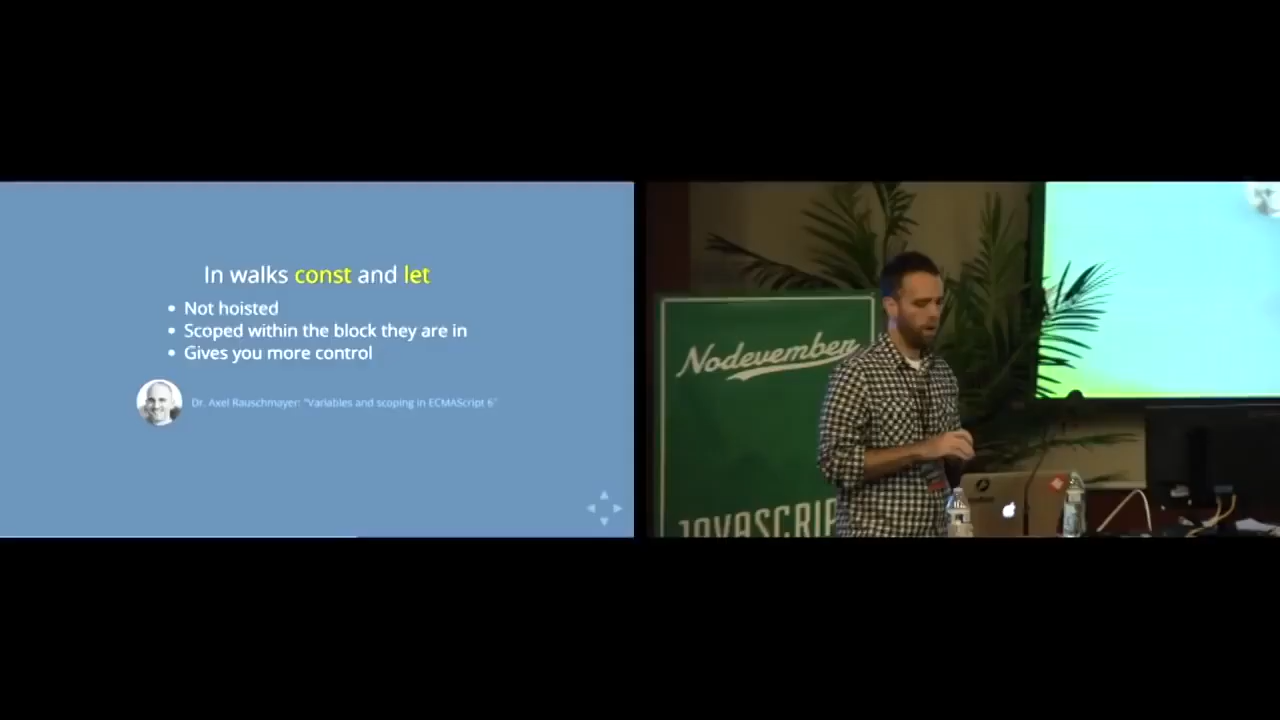 In walks const and let
Not hoisted
Scoped within the block they are in
Gives you more control
Dr. Axel Rauschmayer: "Variables and scoping in ECMAScript 6"
Nodevember
JAVASCRIP